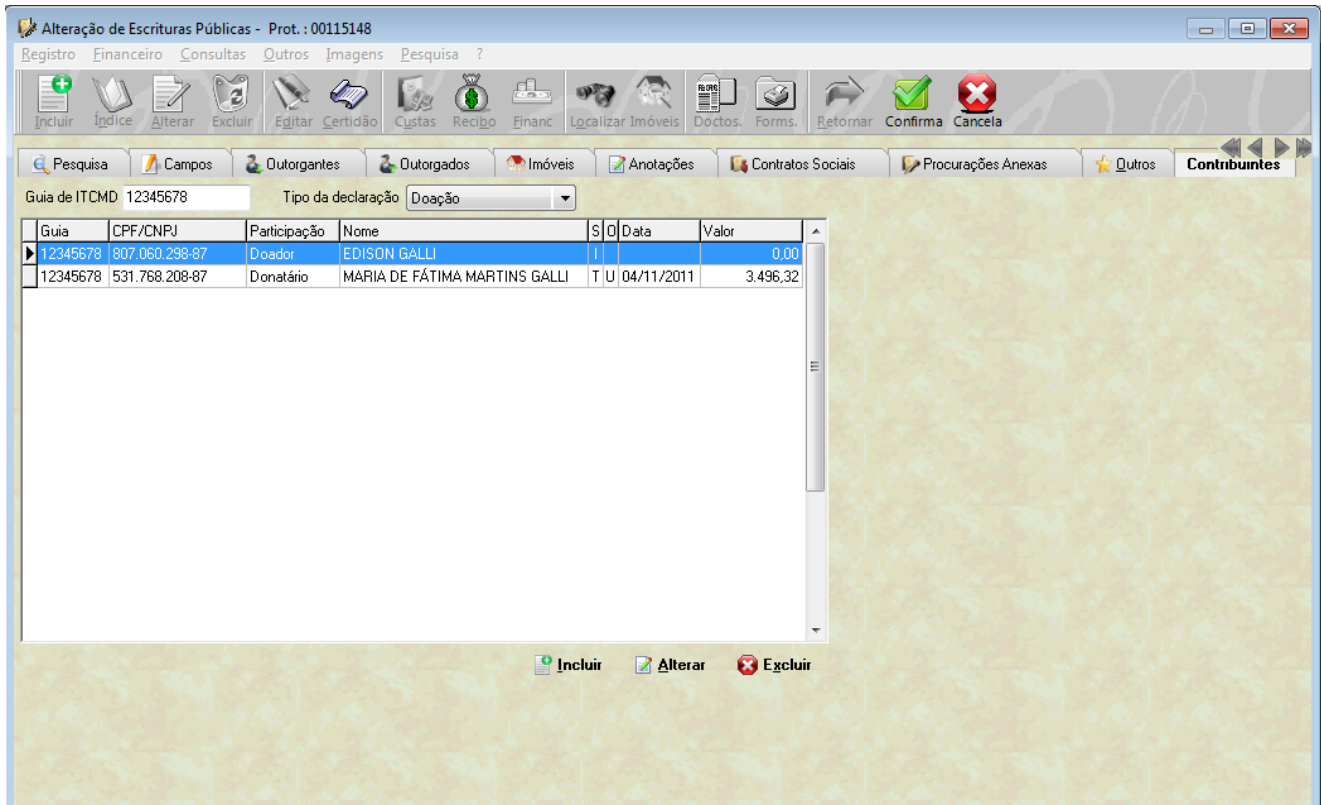 Alteração de Escrituras Públicas - Prot. : 00115148
Registro Financeiro Consultas Outros Imagens Pesquisa ?
Incluir Índice Alterar Excluir Editar Certidão Custas Recibo Financ Localizar Imóveis Doctos. Forms. Retornar Confirma Cancela
Pesquisa Campos Outorgantes Outorgados Imóveis Anotações Contratos Sociais Procurações Anexas Outros Contribuintes
Guia de ITCMD 12345678 Tipo da declaração Doação
Guia CPF/CNPJ Participação Nome S O Data Valor
12345678 807.060.298-87 Doador EDISON GALLI I 0,00
12345678 531.768.208-87 Donatário MARIA DE FÁTIMA MARTINS GALLI T U 04/11/2011 3.496,32
Incluir Alterar Excluir